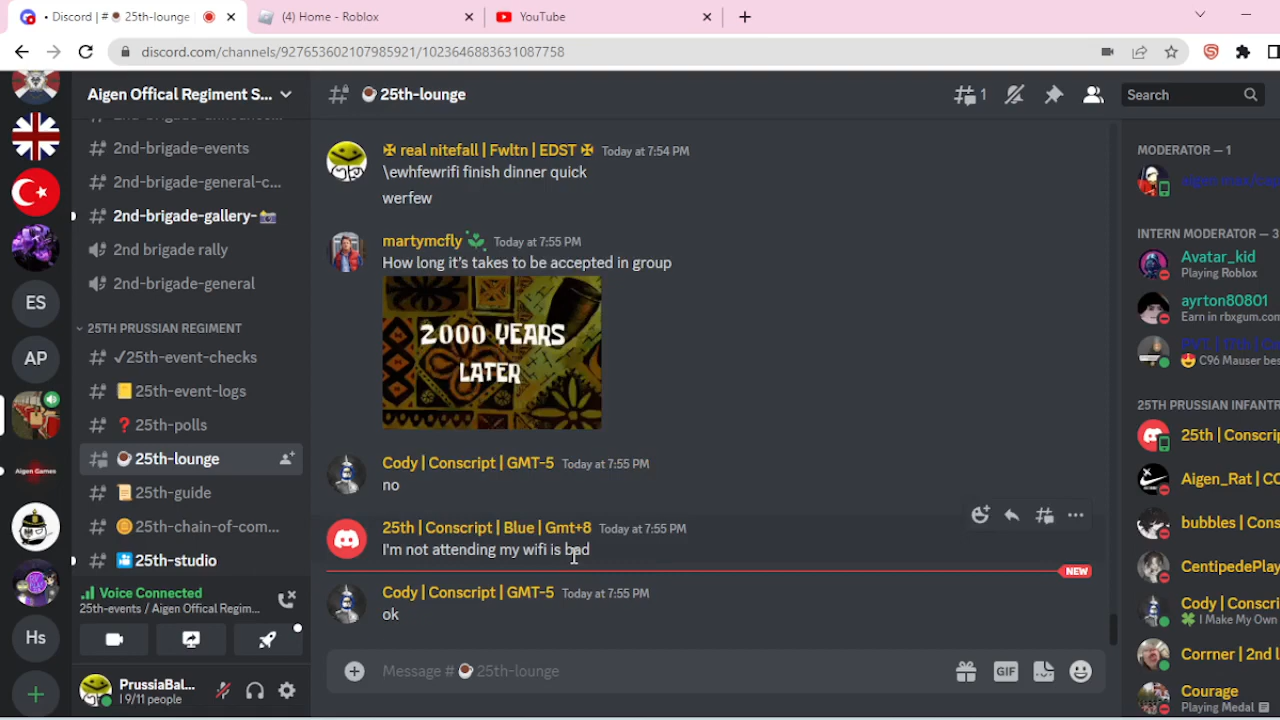 • Discord | # 25th-lounge
(4) Home - Roblox
YouTube
discord.com/channels/927653602107985921/1023646883631087758
Aigen Offical Regiment S...
25th-lounge
1
Search
2nd-brigade-events
2nd-brigade-general-c...
2nd-brigade-gallery-
2nd brigade rally
2nd-brigade-general
25TH PRUSSIAN REGIMENT
✓25th-event-checks
25th-event-logs
25th-polls
25th-lounge
25th-guide
25th-chain-of-com...
25th-studio
ES
AP
Aigen Games
Hs
Voice Connected
25th-events / Aigen Offical Regim...
PrussiaBal...
I 9/11 people
✠ real nitefall | Fwltn | EDST ✠ Today at 7:54 PM
\ewhfewrifi finish dinner quick
werfew
martymcfly Today at 7:55 PM
How long it's takes to be accepted in group
2000 YEARS
LATER
Cody | Conscript | GMT-5 Today at 7:55 PM
no
25th | Conscript | Blue | Gmt+8 Today at 7:55 PM
I'm not attending my wifi is bad
NEW
Cody | Conscript | GMT-5 Today at 7:55 PM
ok
Message # 25th-lounge
GIF
MODERATOR — 1
INTERN MODERATOR — 3
Avatar_kid
Playing Roblox
ayrton80801
Earn in rbxgum.com
C96 Mauser bes
25TH PRUSSIAN INFANTR
25th | Conscrip
Aigen_Rat | CO
bubbles | Cons
CentipedePlay
Cody | Conscri
I Make My Own
Corrner | 2nd l
Courage
Playing Medal